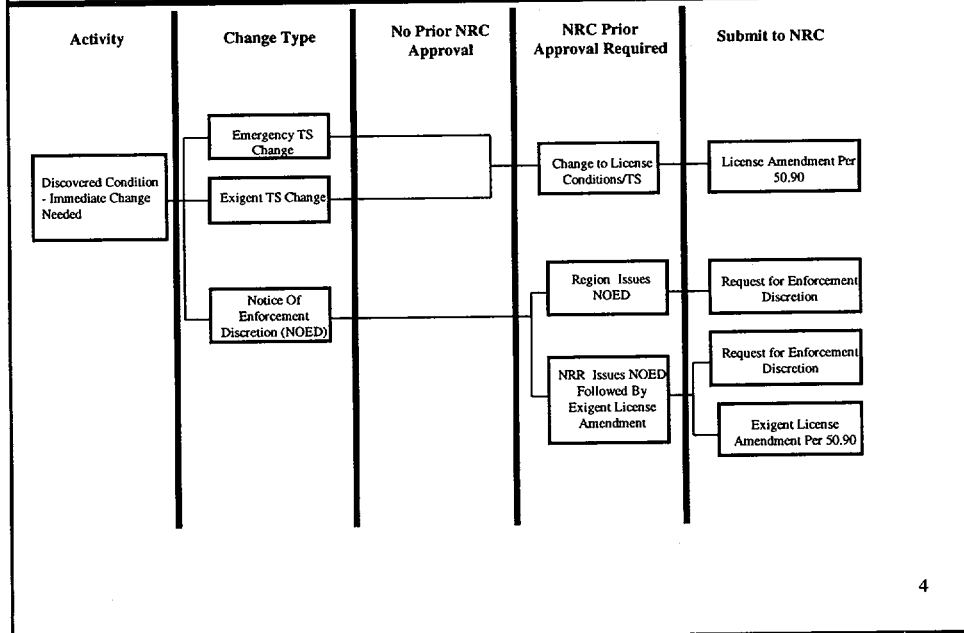 Activity
Change Type
No Prior NRC
Approval
NRC Prior
Approval Required
Submit to NRC
Discovered Condition
- Immediate Change
Needed
Emergency TS
Change
Exigent TS Change
Notice Of
Enforcement
Discretion (NOED)
Change to License
Conditions/TS
Region Issues
NOED
NRR Issues NOED
Followed By
Exigent License
Amendment
License Amendment Per
50.90
Request for Enforcement
Discretion
Request for Enforcement
Discretion
Exigent License
Amendment Per 50.90
4